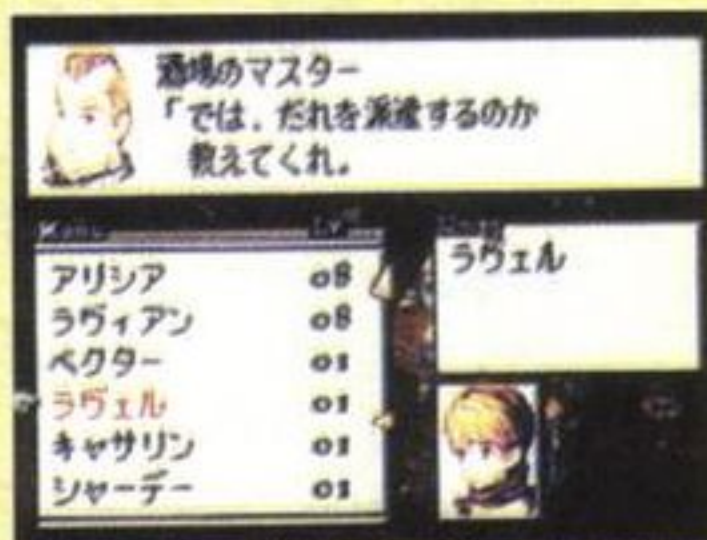 酒場のマスター
「では、だれを派遣するのか
教えてくれ。
Name Lv.
アリシア 08
ラヴィアン 08
ベクター 01
ラヴェル 01
キャサリン 01
シャーデー 01
ラヴェル